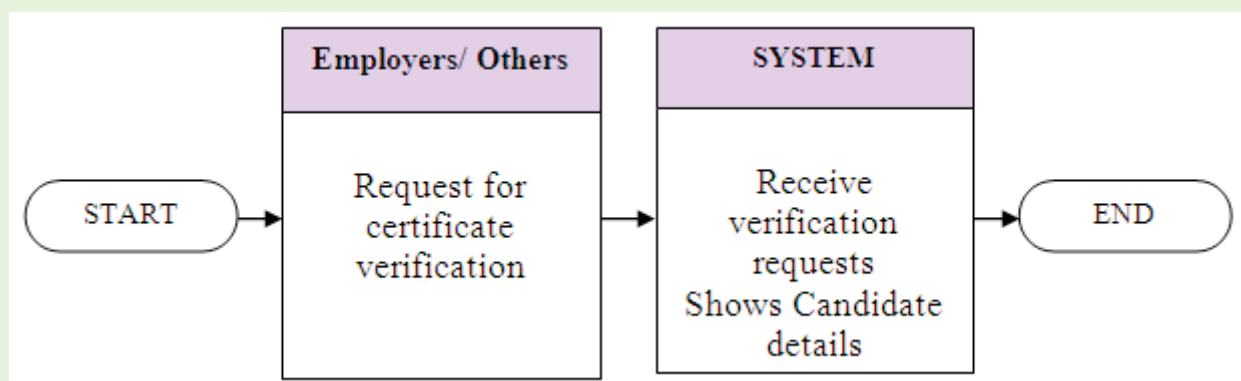 START
Employers/ Others
Request for
certificate
verification
SYSTEM
Receive
verification
requests
Shows Candidate
details
END